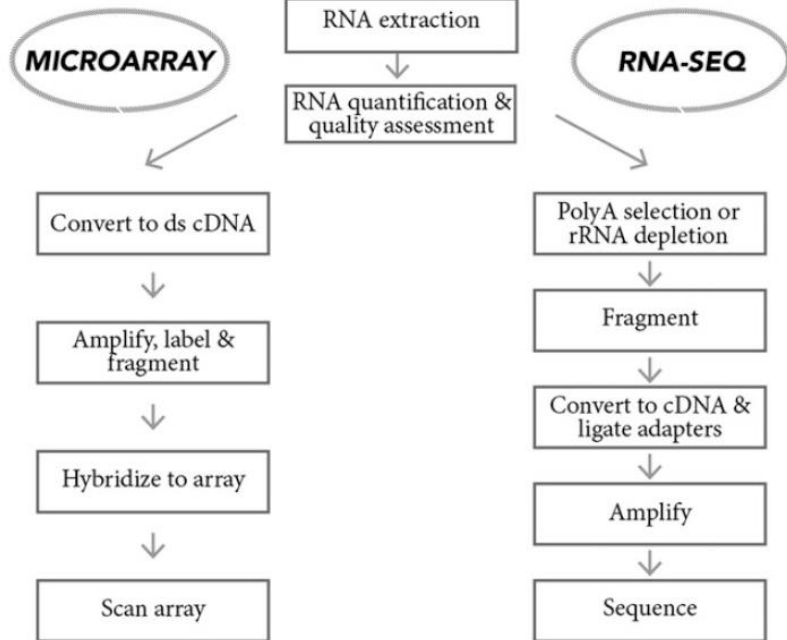 MICROARRAY
RNA extraction
RNA-SEQ
RNA quantification &
quality assessment
Convert to ds cDNA
Amplify, label &
fragment
Hybridize to array
Scan array
PolyA selection or
rRNA depletion
Fragment
Convert to cDNA &
ligate adapters
Amplify
Sequence